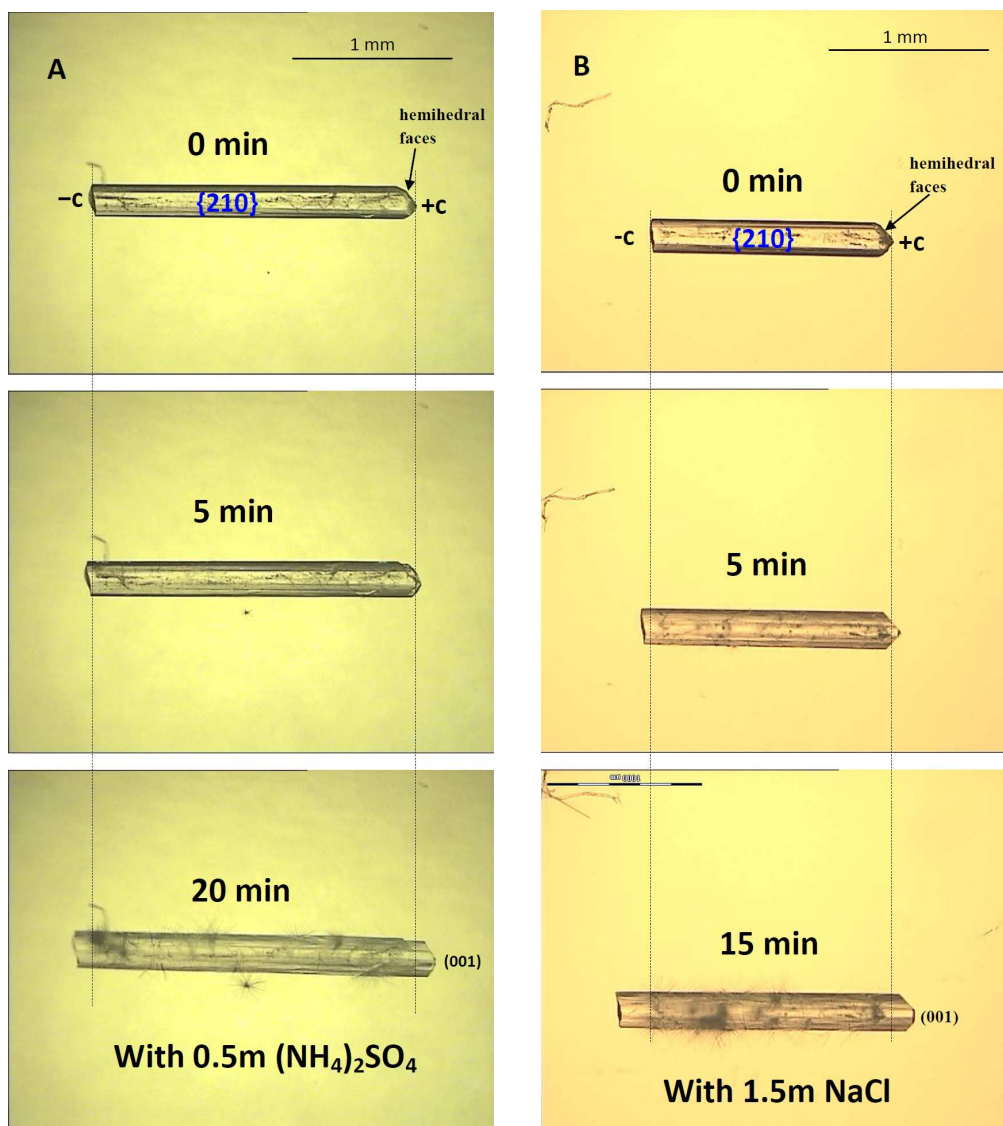 A
1 mm
hemihedral
faces
0 min
–c
{210}
+c
5 min
20 min
(001)
With 0.5m (NH₄)₂SO₄
B
1 mm
hemihedral
faces
0 min
-c
{210}
+c
5 min
15 min
(001)
With 1.5m NaCl